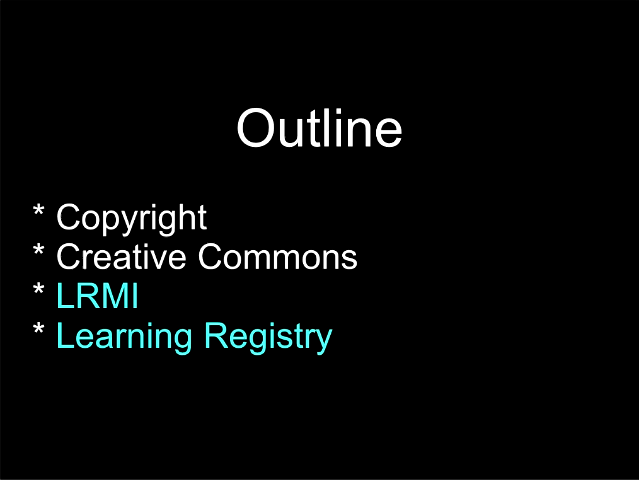 Outline
* Copyright
* Creative Commons
* LRMI
* Learning Registry